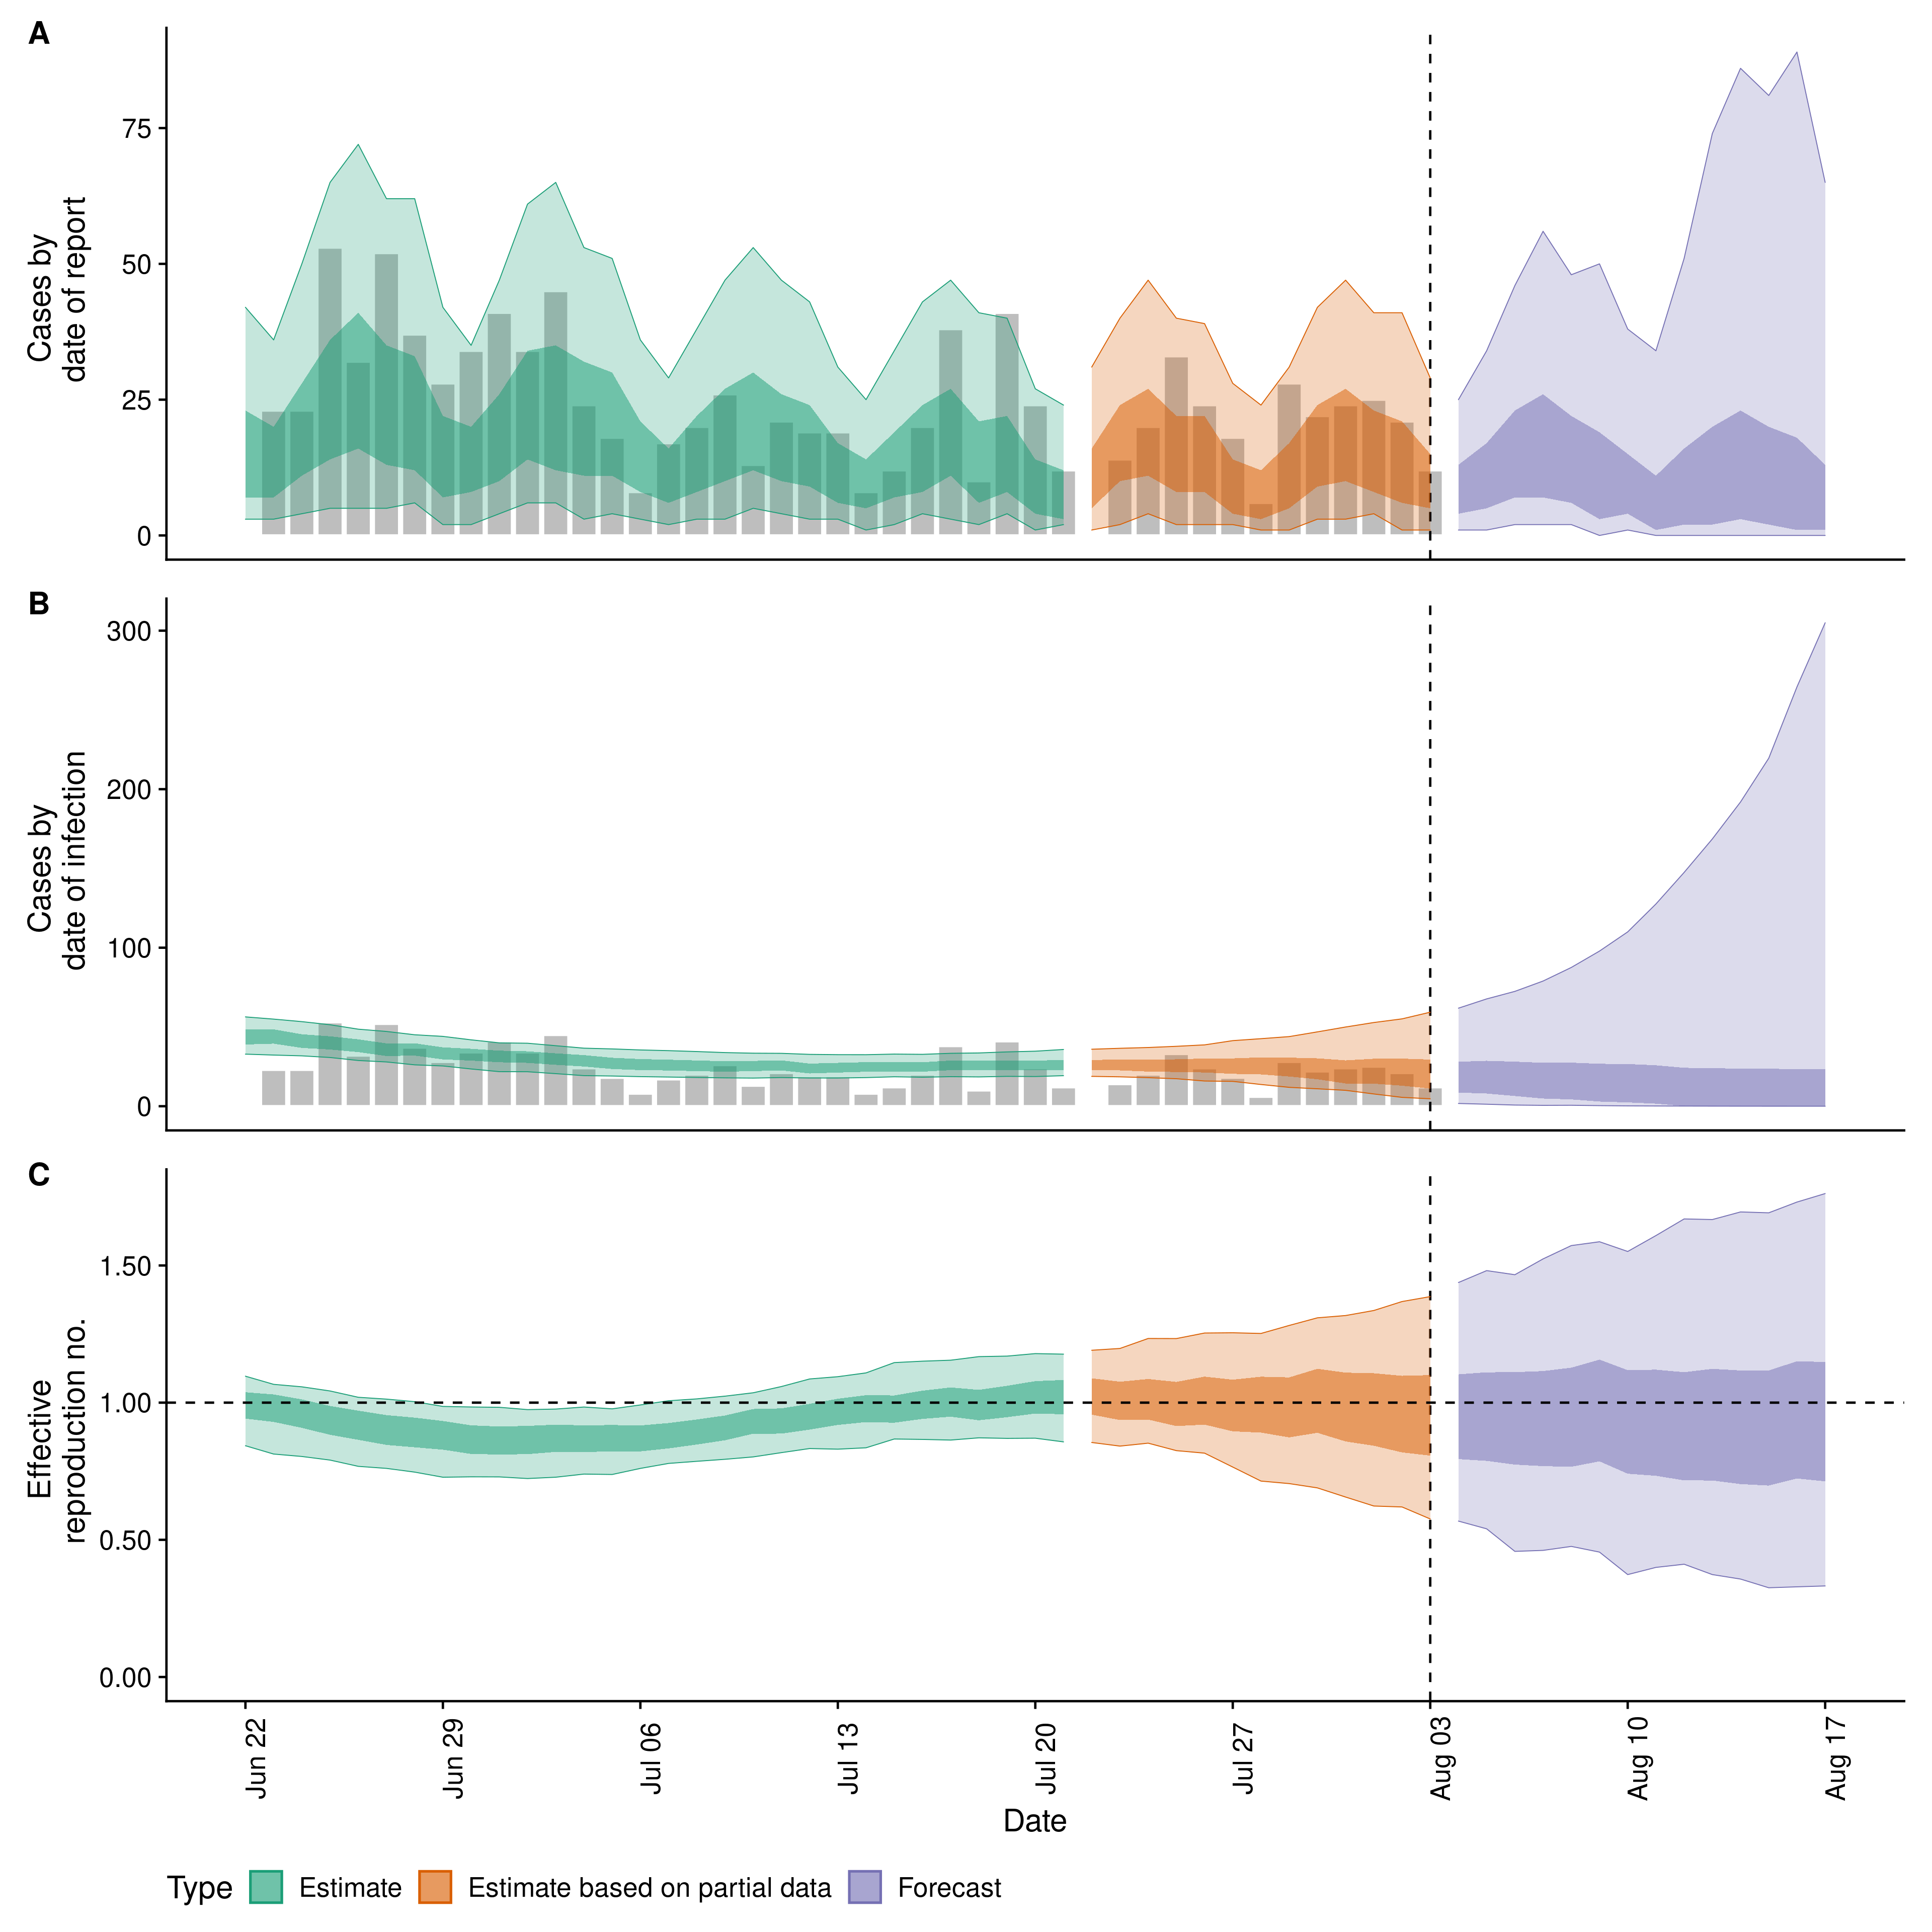 A
Cases by
date of report
75
50
25
0
B
Cases by
date of infection
300
200
100
0
C
Effective
reproduction no.
1.50
1.00
0.50
0.00
Jun 22
Jun 29
Jul 06
Jul 13
Jul 20
Jul 27
Aug 03
Aug 10
Aug 17
Date
Type Estimate Estimate based on partial data Forecast